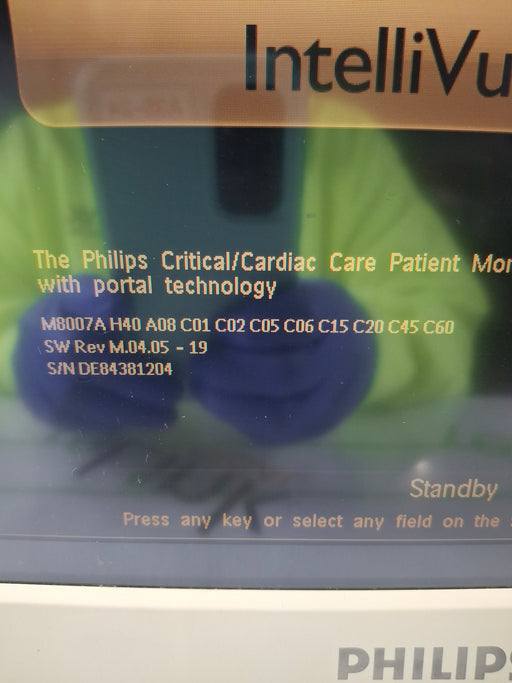 IntelliVu
The Philips Critical/Cardiac Care Patient Mon
with portal technology
M8007A H40 A08 C01 C02 C05 C06 C15 C20 C45 C60
SW Rev M.04.05 - 19
S/N DE84381204
Standby
Press any key or select any field on the
PHILIPS